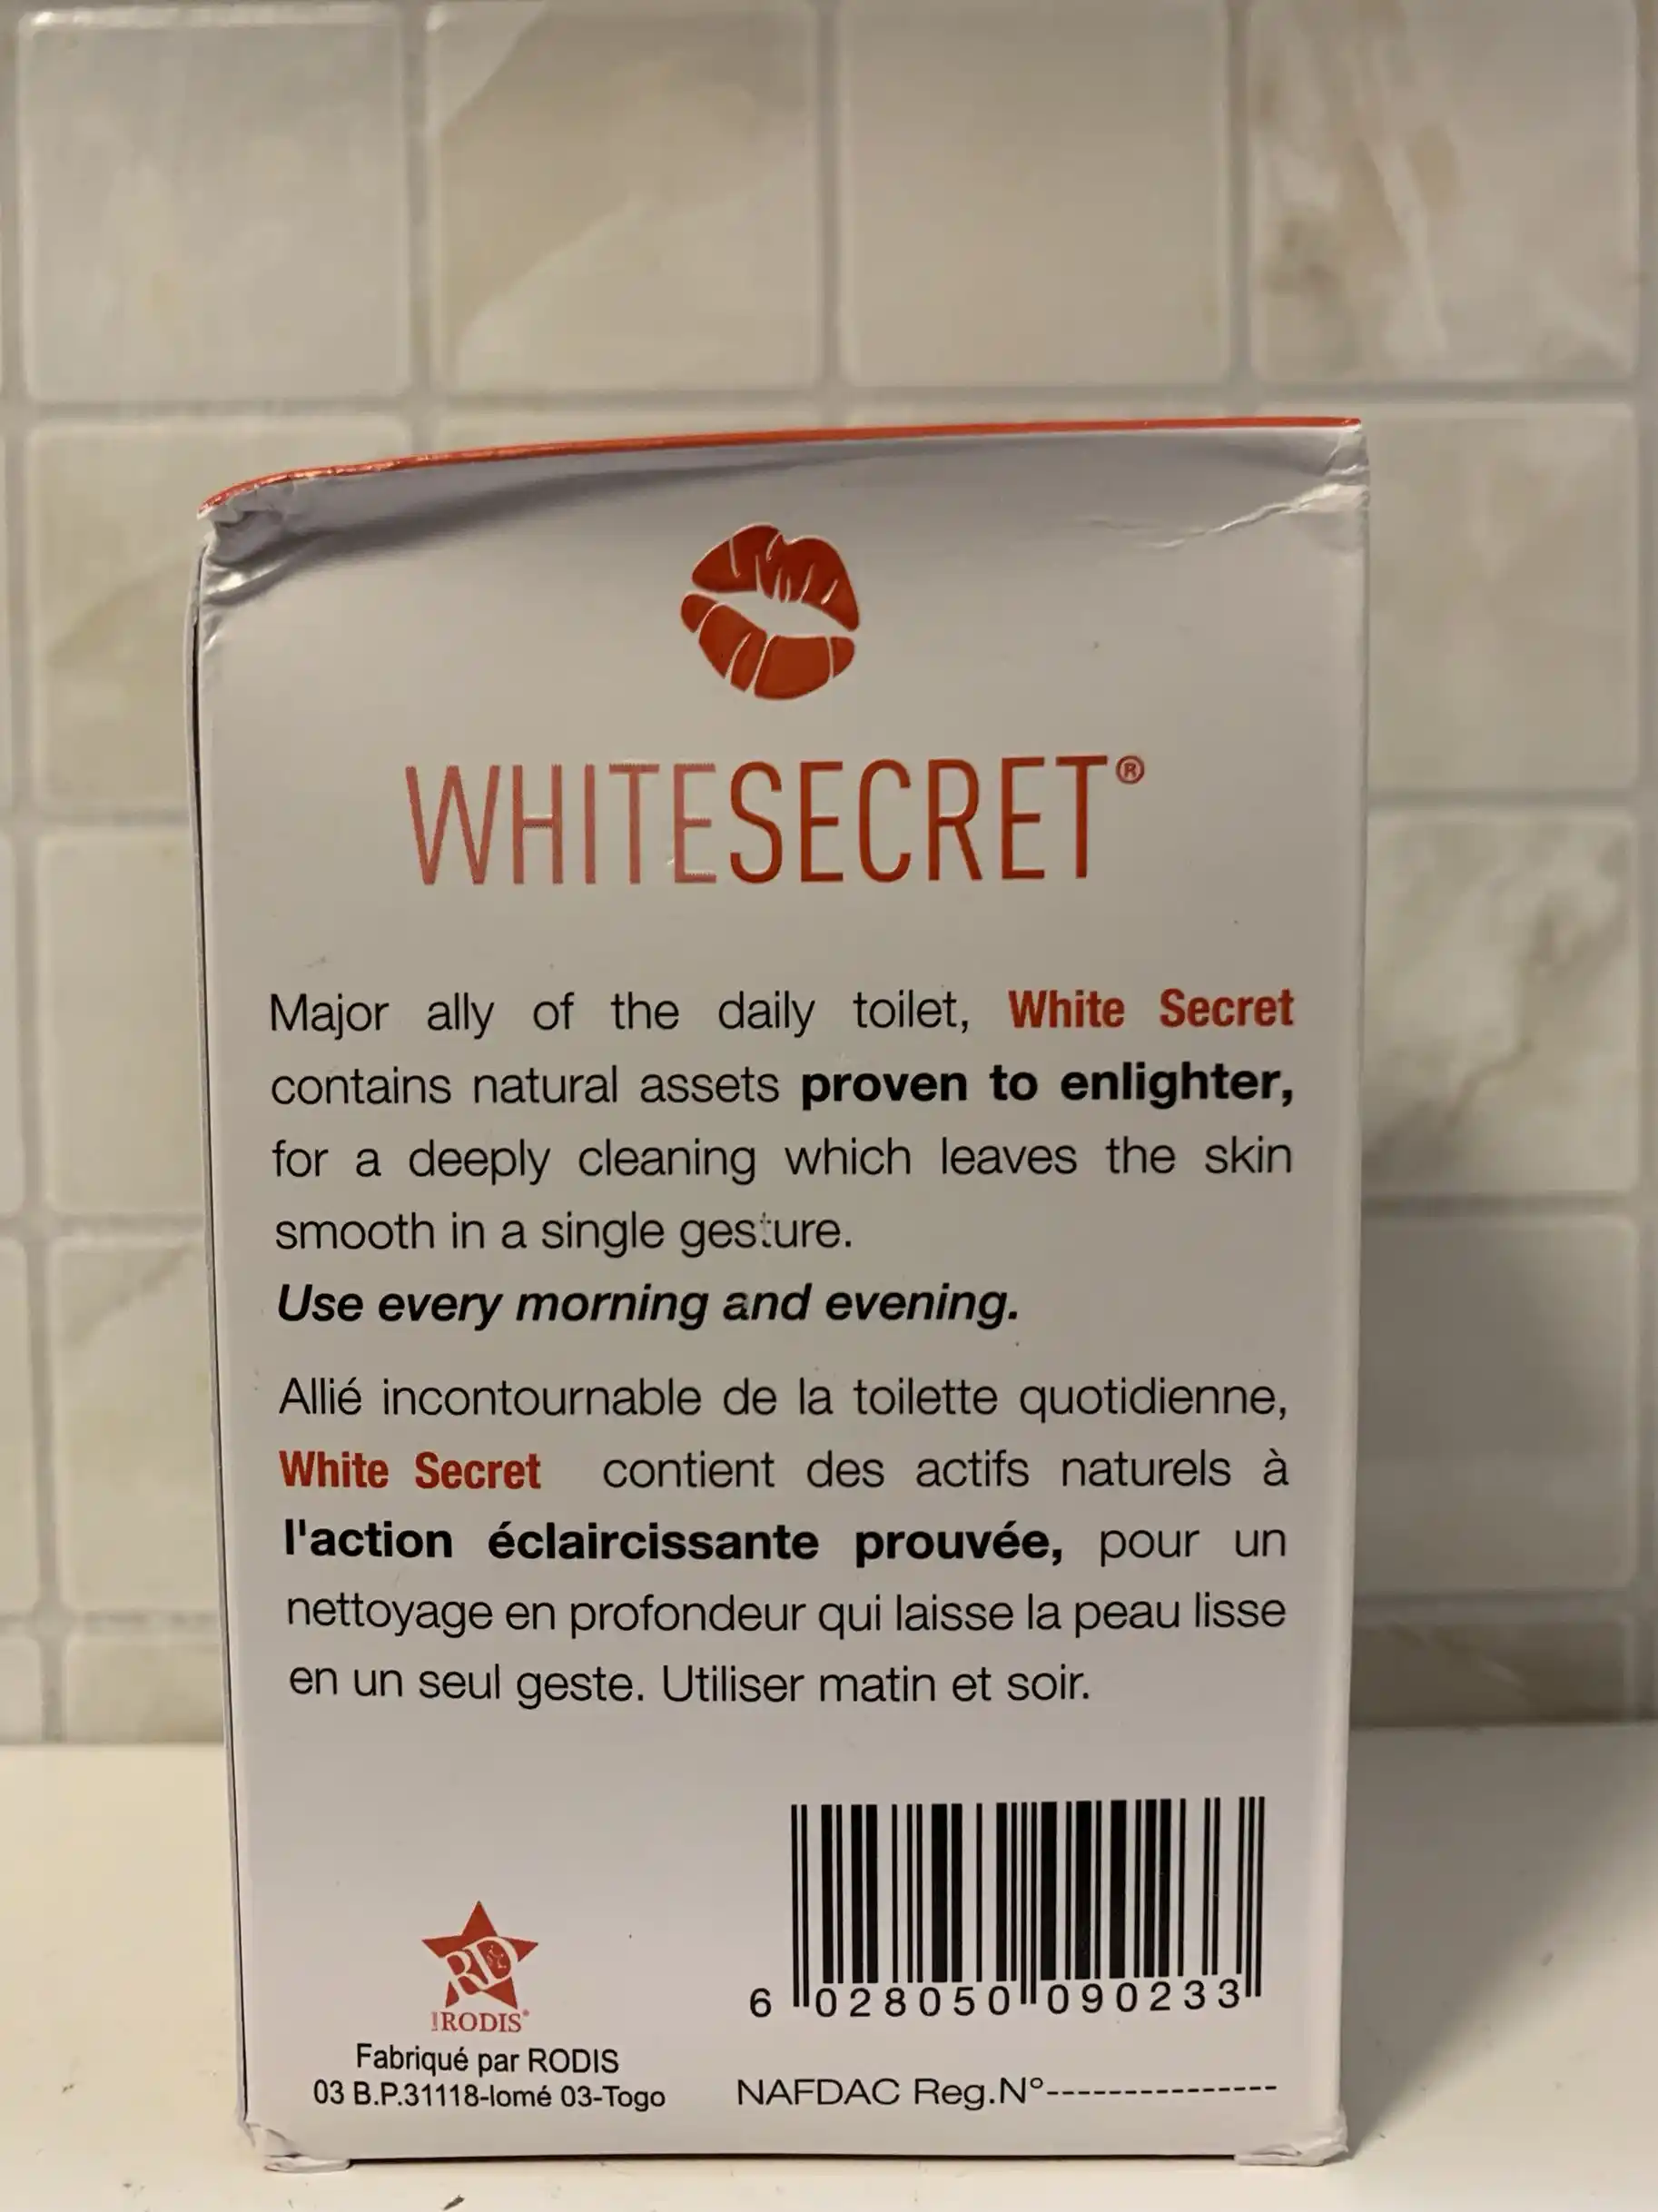 WHITESECRET®
Major ally of the daily toilet, White Secret
contains natural assets proven to enlighter,
for a deeply cleaning which leaves the skin
smooth in a single gesture.
Use every morning and evening.
Allié incontournable de la toilette quotidienne,
White Secret contient des actifs naturels à
l'action éclaircissante prouvée, pour un
nettoyage en profondeur qui laisse la peau lisse
en un seul geste. Utiliser matin et soir.
RD
RODIS
Fabriqué par RODIS
03 B.P.31118-lomé 03-Togo
6 028050 090233
NAFDAC Reg.N°---------------